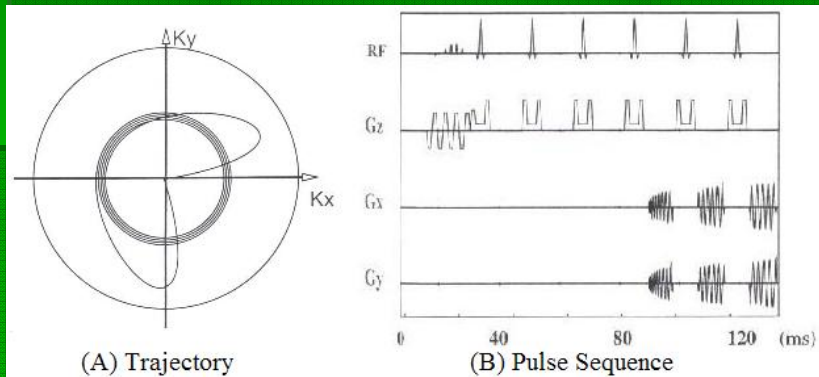 Ky
Kx
(A) Trajectory
RF
Gz
Gx
Gy
0 40 80 120 (ms)
(B) Pulse Sequence